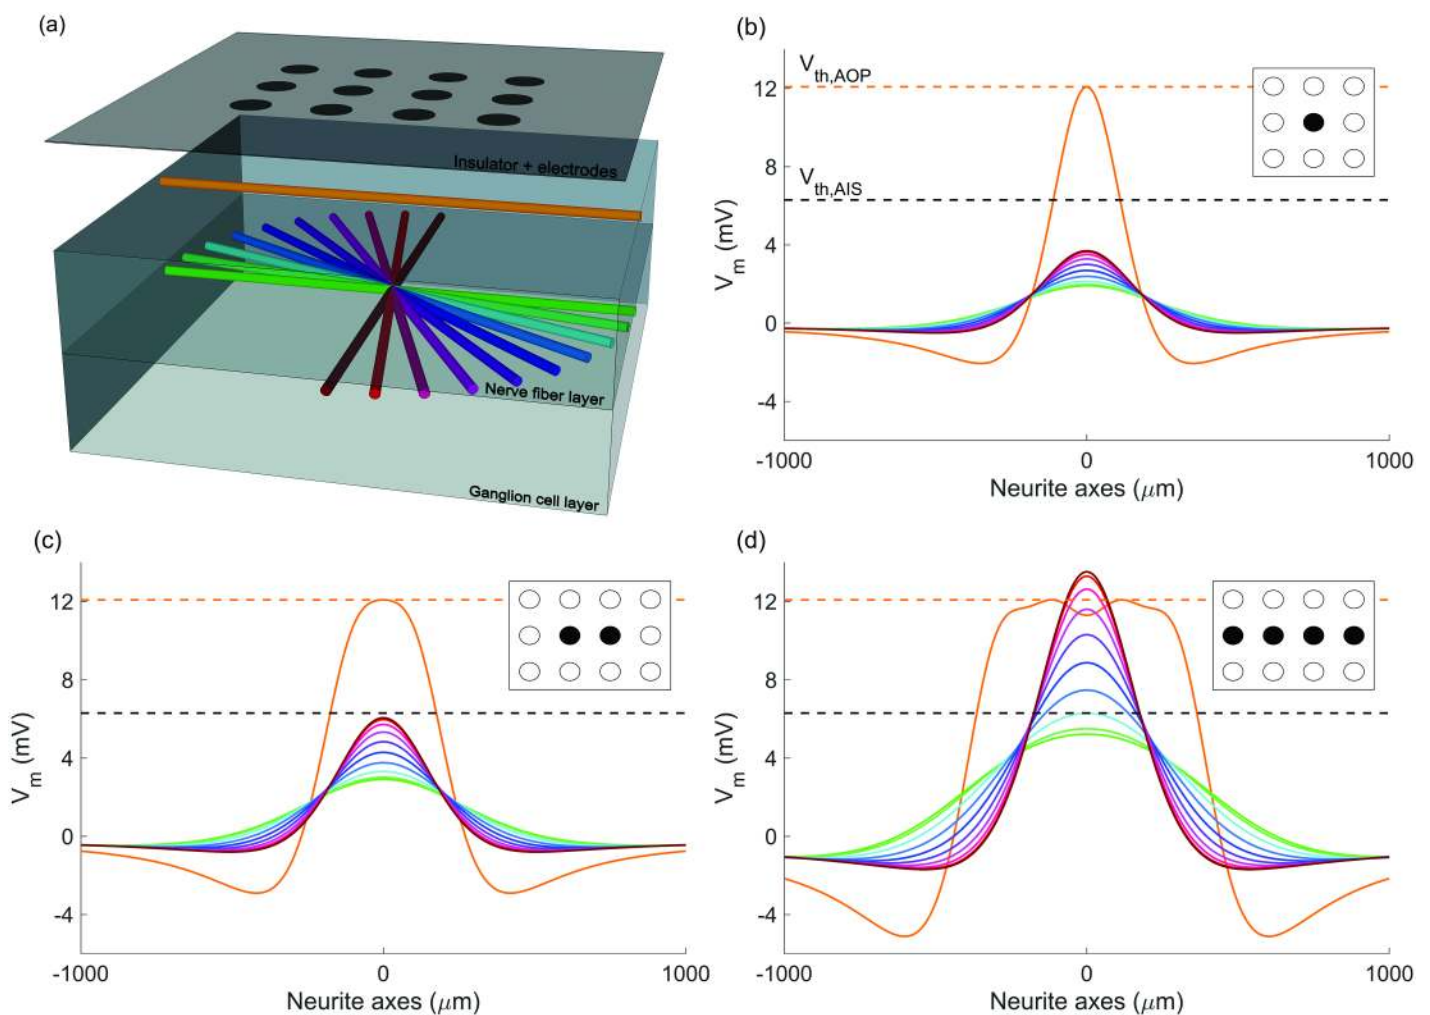 (a)
Insulator + electrodes
Nerve fiber layer
Ganglion cell layer
(b)
V_th,AOP
V_th,AIS
12
8
4
0
-4
V_m (mV)
-1000 0 1000
Neurite axes (μm)
(c)
12
8
4
0
-4
V_m (mV)
-1000 0 1000
Neurite axes (μm)
(d)
12
8
4
0
-4
V_m (mV)
-1000 0 1000
Neurite axes (μm)